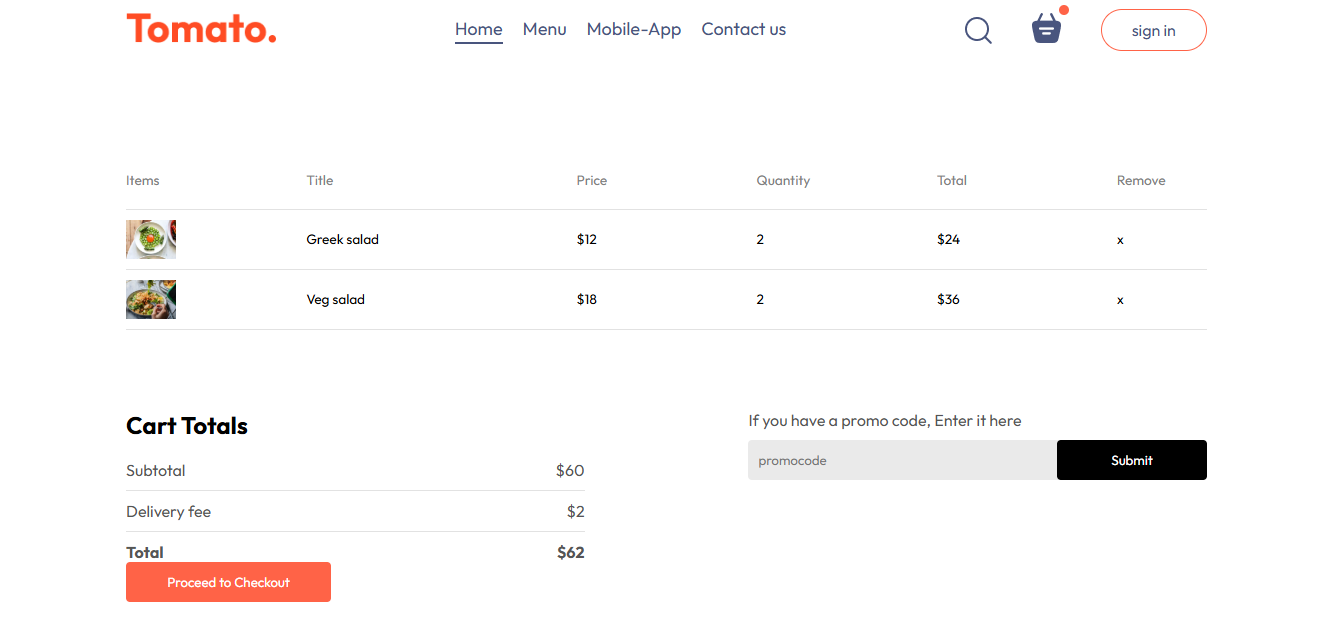 Tomato.
Home Menu Mobile-App Contact us
sign in
Items Title Price Quantity Total Remove
Greek salad $12 2 $24 x
Veg salad $18 2 $36 x
Cart Totals
Subtotal $60
Delivery fee $2
Total $62
Proceed to Checkout
If you have a promo code, Enter it here
promocode Submit